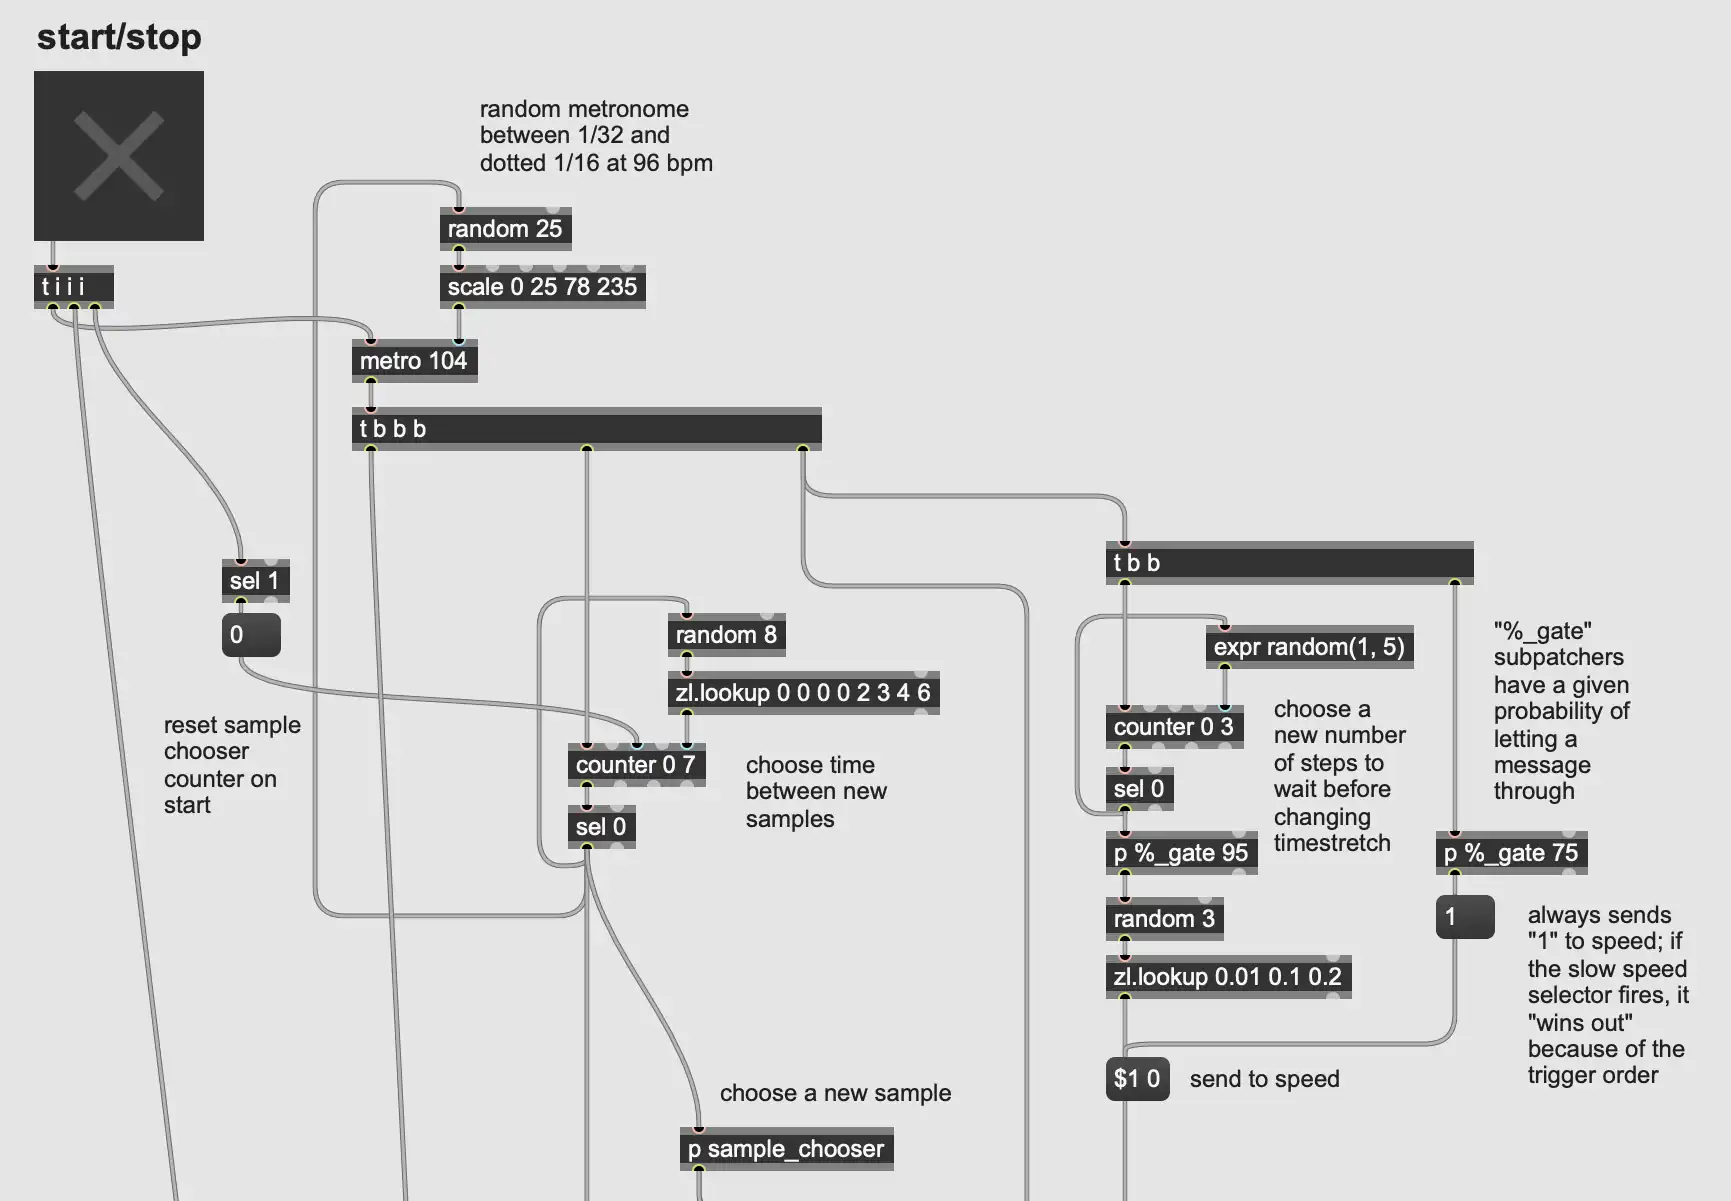 start/stop
random metronome
between 1/32 and
dotted 1/16 at 96 bpm
random 25
t i i i
scale 0 25 78 235
metro 104
t b b b
t b b
sel 1
0
random 8
zl.lookup 0 0 0 0 2 3 4 6
reset sample
chooser
counter on
start
counter 0 7
choose time
between new
samples
sel 0
expr random(1, 5)
counter 0 3
choose a
new number
of steps to
wait before
changing
timestretch
sel 0
"%_gate"
subpatchers
have a given
probability of
letting a
message
through
p %_gate 95
p %_gate 75
random 3
1
zl.lookup 0.01 0.1 0.2
always sends
"1" to speed; if
the slow speed
selector fires, it
"wins out"
because of the
trigger order
$1 0
send to speed
choose a new sample
p sample_chooser